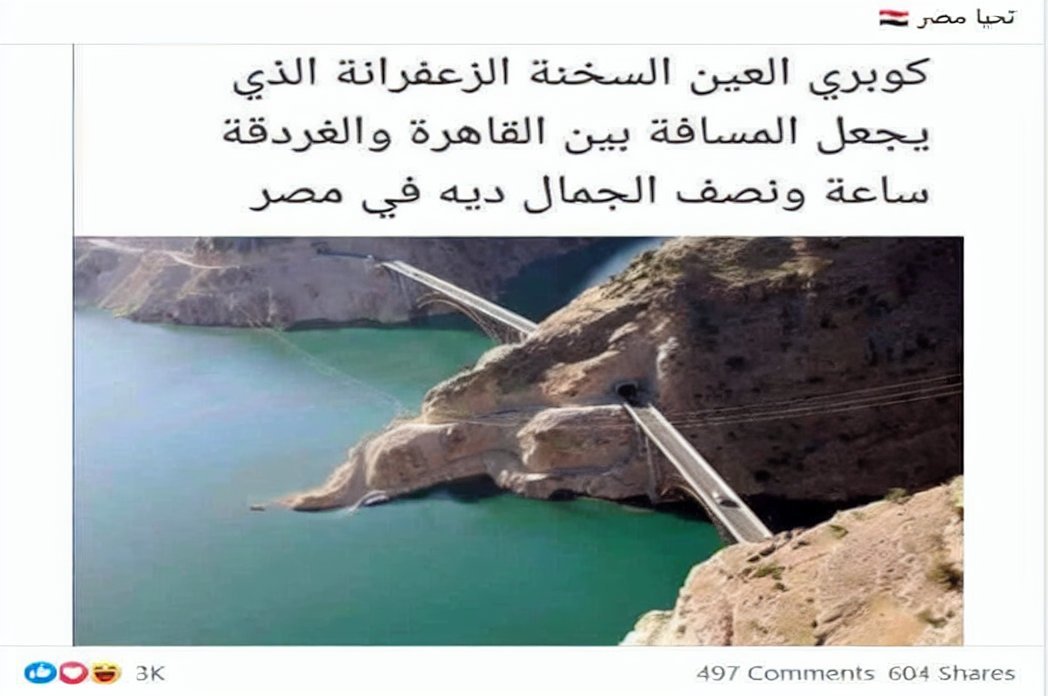 تحيا مصر 🇪🇬
كوبري العين السخنة الزعفرانة الذي
يجعل المسافة بين القاهرة والغردقة
ساعة ونصف الجمال ديه في مصر
3K
497 Comments 604 Shares